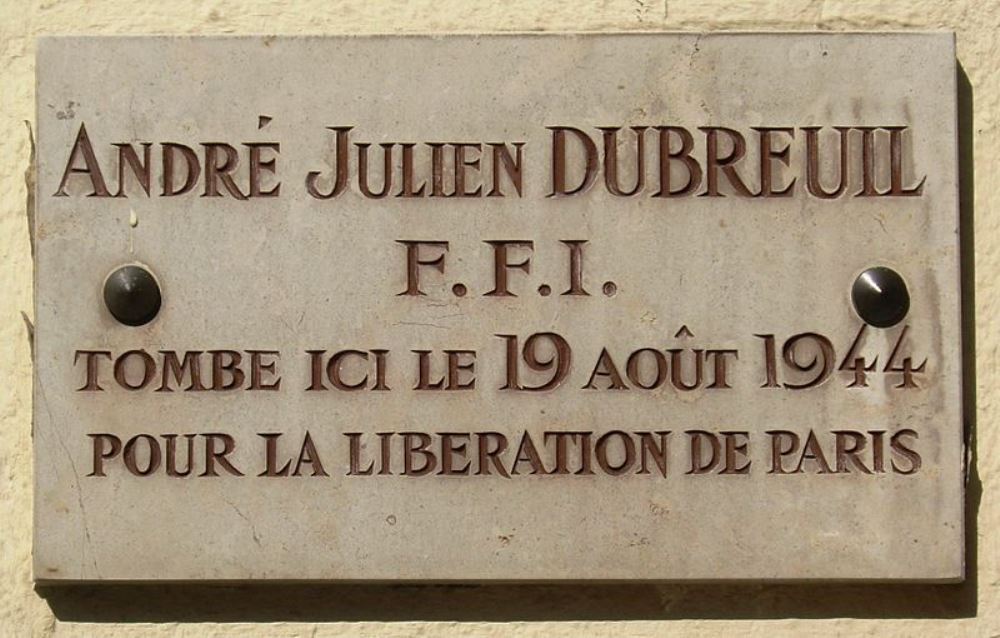 ANDRÉ JULIEN DUBREUIL
F.F.I.
TOMBE ICI LE 19 AOÛT 1944
POUR LA LIBERATION DE PARIS